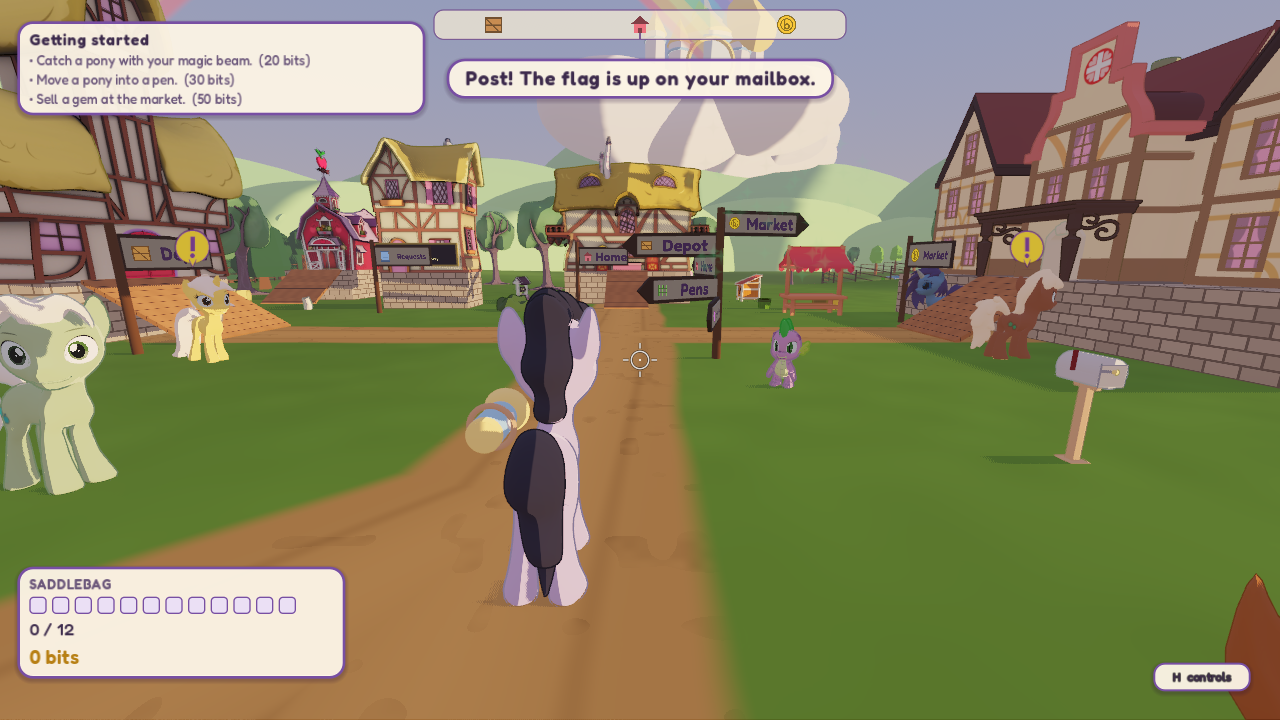 Getting started
• Catch a pony with your magic beam. (20 bits)
• Move a pony into a pen. (30 bits)
• Sell a gem at the market. (50 bits)
Post! The flag is up on your mailbox.
Market
Depot
Home
Home
Pens
Requests
Market
SADDLEBAG
0 / 12
0 bits
H controls